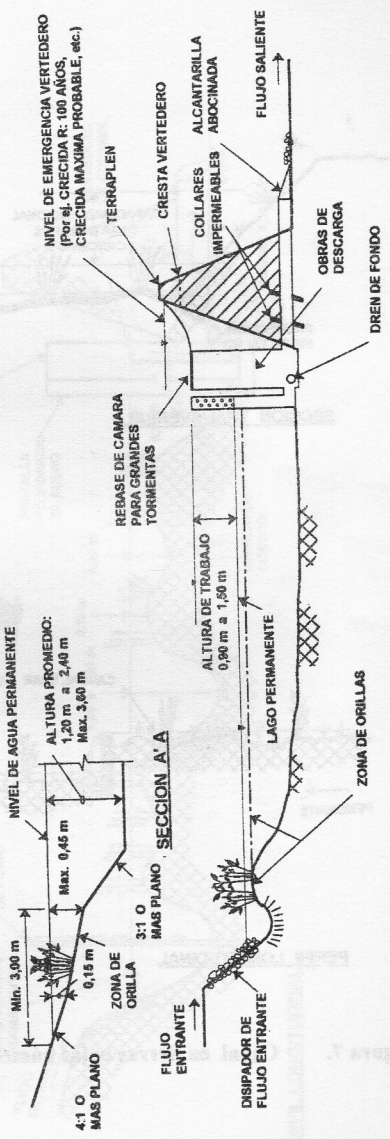 NIVEL DE AGUA PERMANENTE
Min. 3,00 m
ALTURA PROMEDIO:
1,20 m a 2,40 m
Max. 3,60 m
Max. 0,45 m
0,15 m
4:1 O
MAS PLANO
ZONA DE
ORILLA
3:1 O
MAS PLANO
SECCION A' A
NIVEL DE EMERGENCIA VERTEDERO
(Por ej. CRECIDA R: 100 AÑOS,
CRECIDA MAXIMA PROBABLE, etc.)
TERRAPLEN
CRESTA VERTEDERO
COLLARES
IMPERMEABLES
ALCANTARILLA
ABOCINADA
FLUJO SALIENTE
REBASE DE CAMARA
PARA GRANDES
TORMENTAS
ALTURA DE TRABAJO
0,90 m a 1,50 m
LAGO PERMANENTE
FLUJO
ENTRANTE
DISIPADOR DE
FLUJO ENTRANTE
ZONA DE ORILLAS
OBRAS DE
DESCARGA
DREN DE FONDO